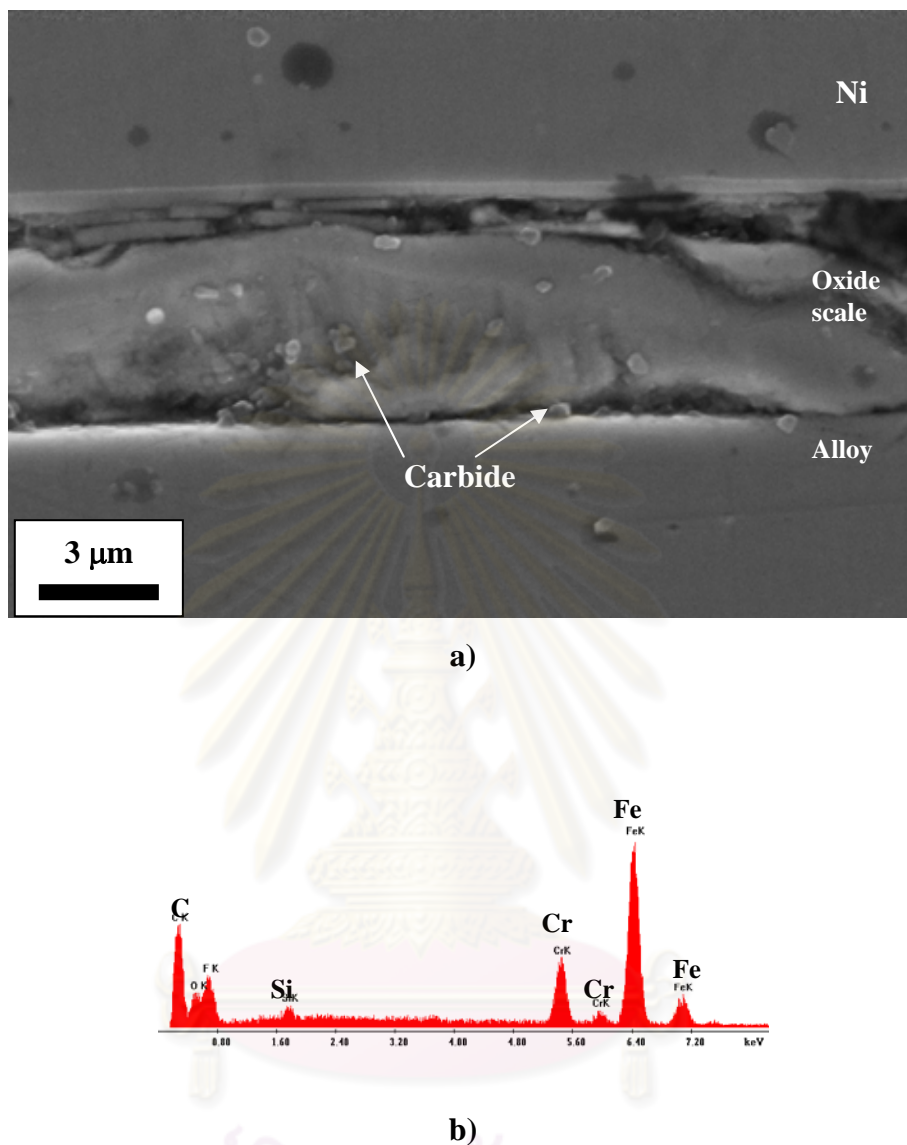 Ni
Oxide
scale
Alloy
Carbide
3 μm
a)
Fe
FeK
C
C K
Cr
CrK
F K
O K
Si
SiK
Cr
CrK
Fe
FeK
0.80 1.60 2.40 3.20 4.00 4.80 5.60 6.40 7.20 keV
b)